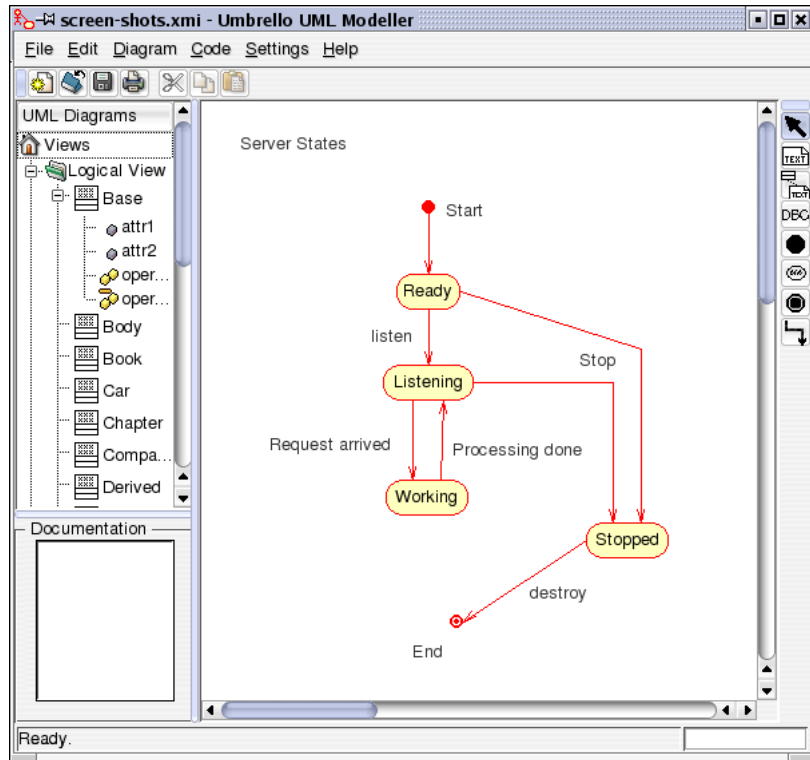 screen-shots.xmi - Umbrello UML Modeller
File Edit Diagram Code Settings Help
UML Diagrams
Views
Logical View
Base
attr1
attr2
oper...
oper...
Body
Book
Car
Chapter
Compa...
Derived
Documentation
Server States
Start
Ready
listen
Stop
Listening
Request arrived
Processing done
Working
Stopped
destroy
End
TEXT
TEXT
DBC
Ready.